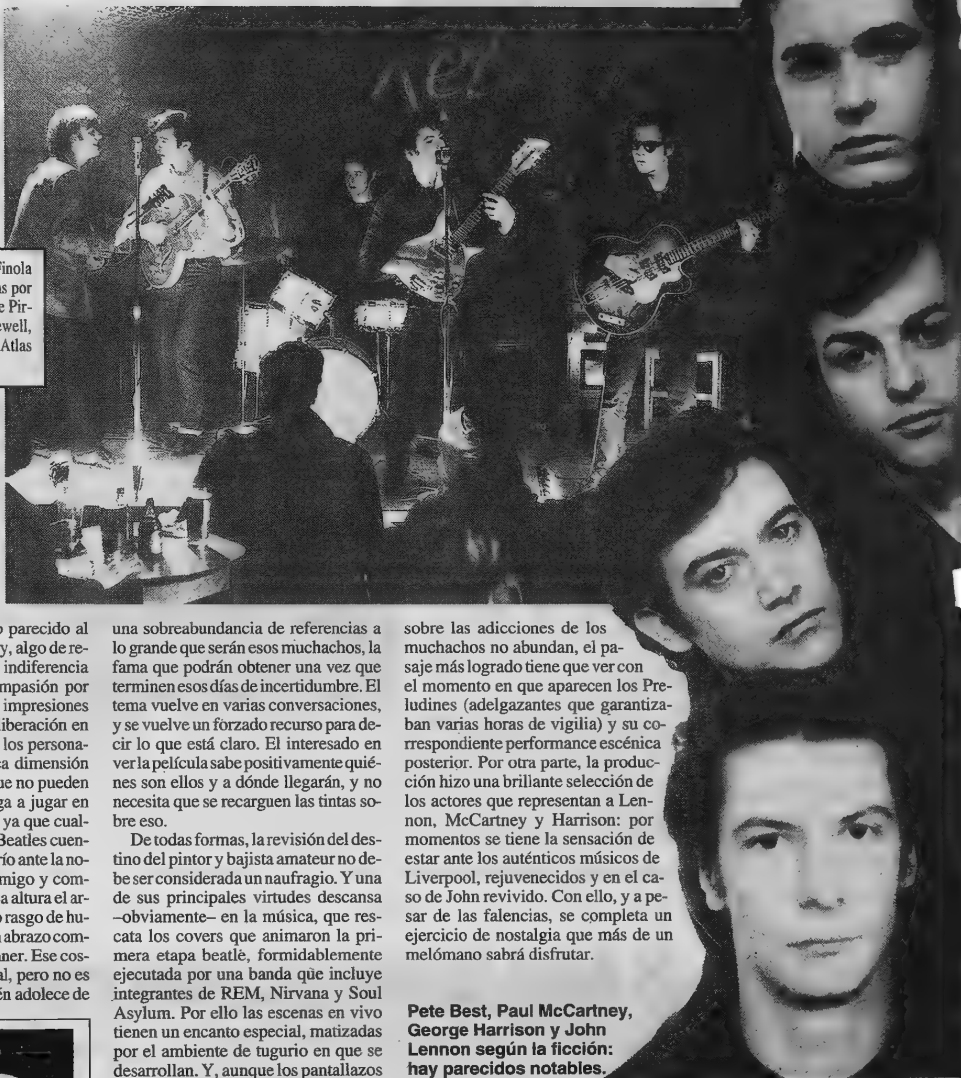 Finola
as por
e Pir-
ewell,
Atlas
o parecido al
y, algo de re-
indiferencia
mpasión por
impresiones
liberación en
los persona-
a dimensión
ue no pueden
ga a jugar en
ya que cual-
Beatles cuen-
río ante la no-
migo y com-
a altura el ar-
o rasgo de hu-
n abrazo com-
ner. Ese cos-
al, pero no es
én adolece de
una sobreabundancia de referencias a
lo grande que serán esos muchachos, la
fama que podrán obtener una vez que
terminen esos días de incertidumbre. El
tema vuelve en varias conversaciones,
y se vuelve un forzado recurso para de-
cir lo que está claro. El interesado en
ver la película sabe positivamente quié-
nes son ellos y a dónde llegarán, y no
necesita que se recarguen las tintas so-
bre eso.
De todas formas, la revisión del des-
tino del pintor y bajista amateur no de-
be ser considerada un naufragio. Y una
de sus principales virtudes descansa
–obviamente– en la música, que res-
cata los covers que animaron la pri-
mera etapa beatle, formidablemente
ejecutada por una banda que incluye
integrantes de REM, Nirvana y Soul
Asylum. Por ello las escenas en vivo
tienen un encanto especial, matizadas
por el ambiente de tugurio en que se
desarrollan. Y, aunque los pantallazos
sobre las adicciones de los
muchachos no abundan, el pa-
saje más logrado tiene que ver con
el momento en que aparecen los Pre-
ludines (adelgazantes que garantiza-
ban varias horas de vigilia) y su co-
rrespondiente performance escénica
posterior. Por otra parte, la produc-
ción hizo una brillante selección de
los actores que representan a Len-
non, McCartney y Harrison: por
momentos se tiene la sensación de
estar ante los auténticos músicos de
Liverpool, rejuvenecidos y en el ca-
so de John revivido. Con ello, y a pe-
sar de las falencias, se completa un
ejercicio de nostalgia que más de un
melómano sabrá disfrutar.
Pete Best, Paul McCartney,
George Harrison y John
Lennon según la ficción:
hay parecidos notables.